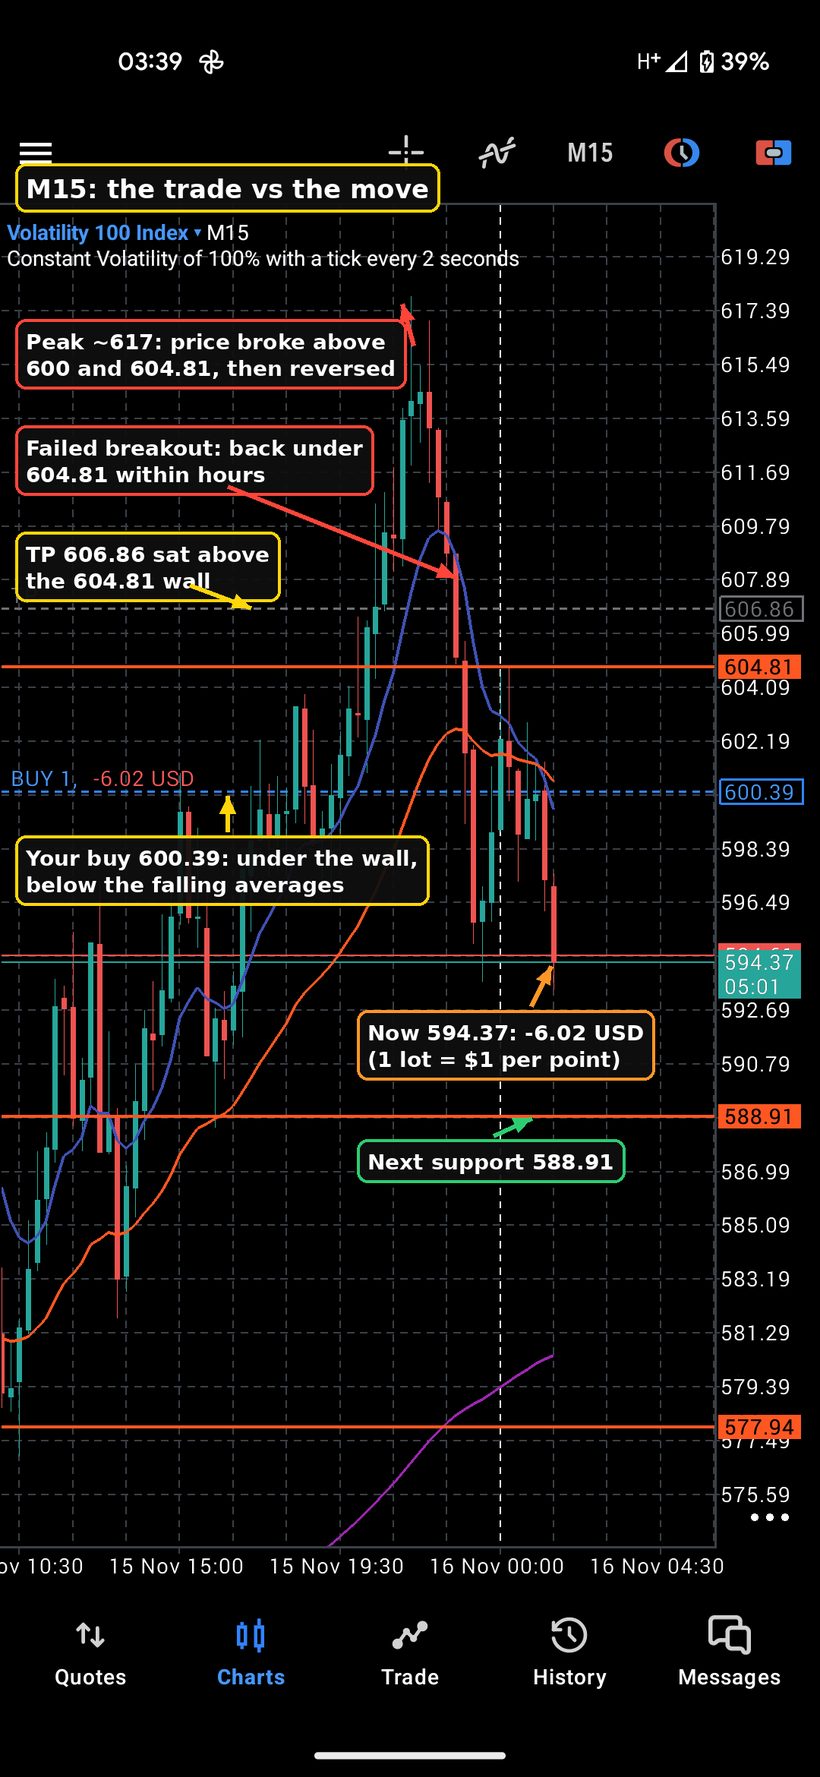 03:39
H+
39%
M15
M15: the trade vs the move
Volatility 100 Index ▾ M15
Constant Volatility of 100% with a tick every 2 seconds
619.29
617.39
Peak ~617: price broke above
600 and 604.81, then reversed
615.49
613.59
Failed breakout: back under
604.81 within hours
611.69
609.79
TP 606.86 sat above
the 604.81 wall
607.89
606.86
605.99
604.81
604.09
602.19
BUY 1, -6.02 USD
600.39
Your buy 600.39: under the wall,
below the falling averages
598.39
596.49
594.37
05:01
592.69
Now 594.37: -6.02 USD
(1 lot = $1 per point)
590.79
588.91
Next support 588.91
586.99
585.09
583.19
581.29
579.39
577.94
577.49
575.59
ov 10:30
15 Nov 15:00
15 Nov 19:30
16 Nov 00:00
16 Nov 04:30
Quotes
Charts
Trade
History
Messages